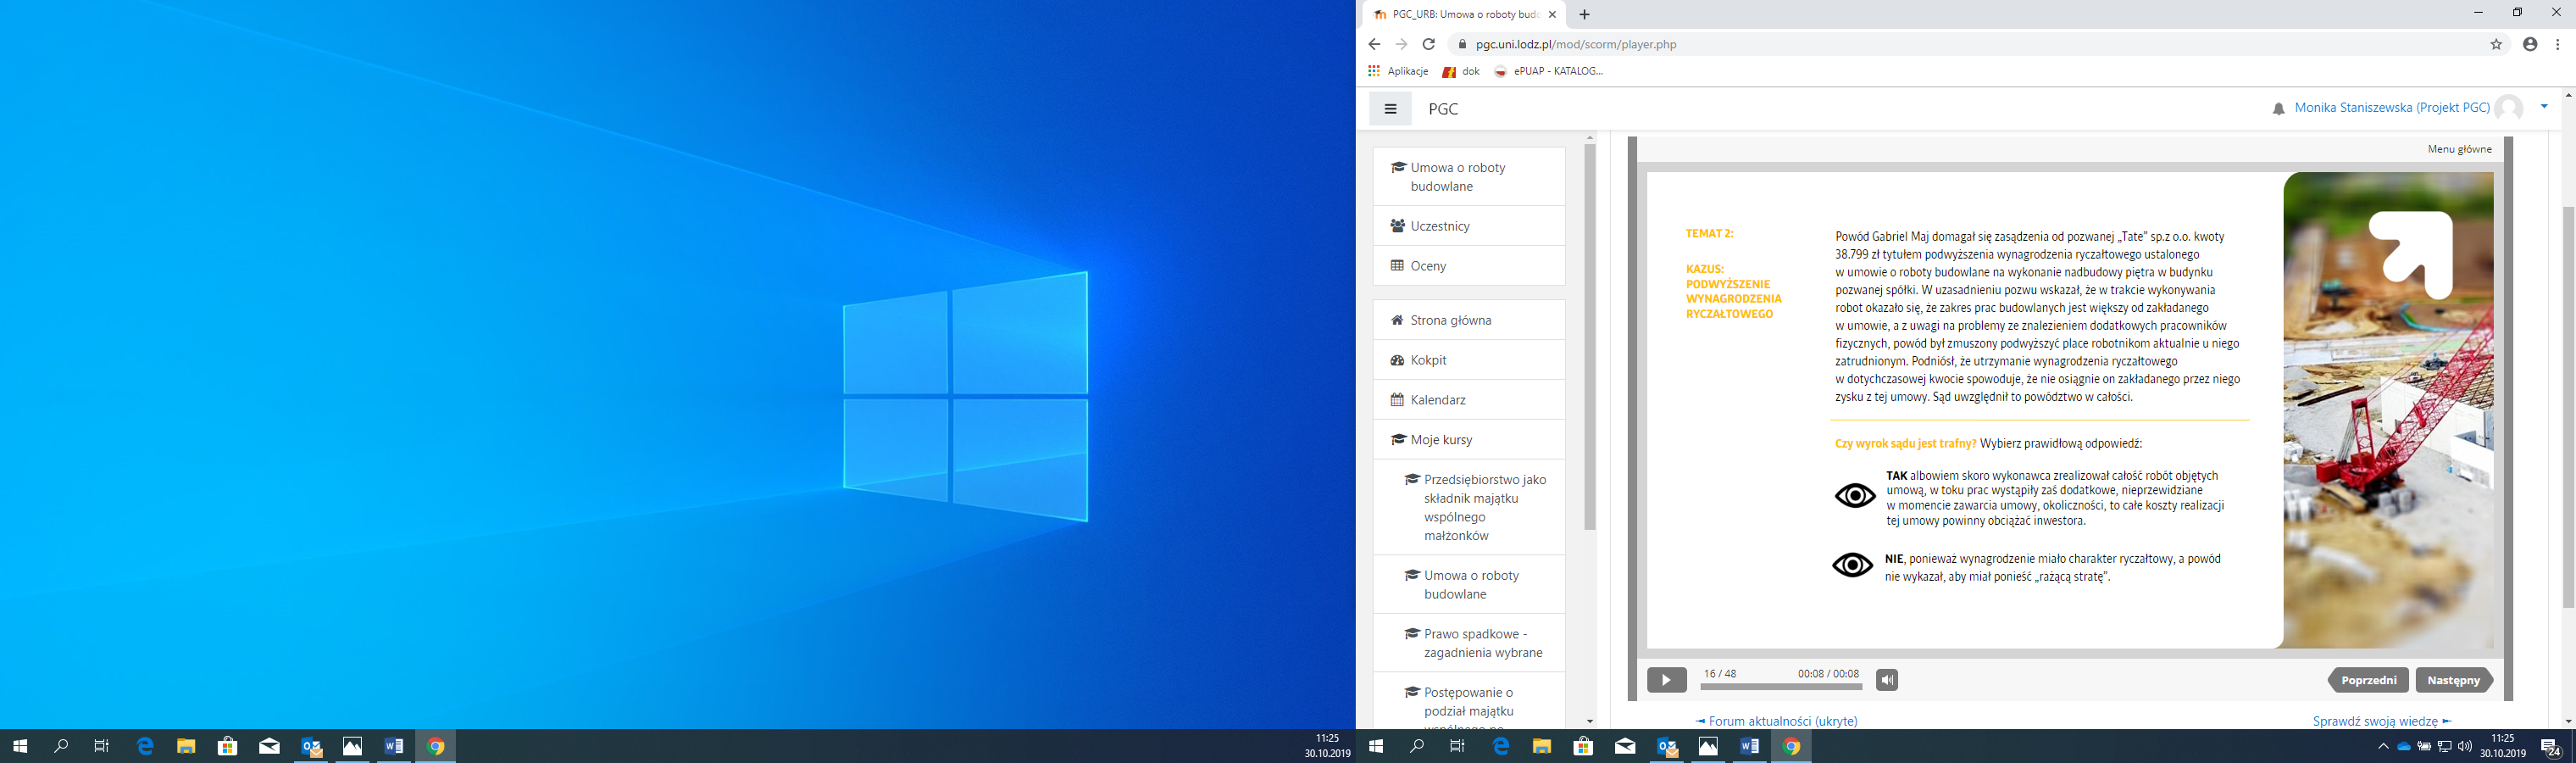 PGC_URB: Umowa o roboty budo
pgc.uni.lodz.pl/mod/scorm/player.php
Aplikacje dok ePUAP - KATALOG...
PGC
Monika Staniszewska (Projekt PGC)
Umowa o roboty
budowlane
Uczestnicy
Oceny
Strona główna
Kokpit
Kalendarz
Moje kursy
Przedsiębiorstwo jako
składnik majątku
wspólnego
małżonków
Umowa o roboty
budowlane
Prawo spadkowe -
zagadnienia wybrane
Postępowanie o
podział majątku
wspólnego po
Menu główne
TEMAT 2:
KAZUS:
PODWYŻSZENIE
WYNAGRODZENIA
RYCZAŁTOWEGO
Powód Gabriel Maj domagał się zasądzenia od pozwanej „Tate” sp.z o.o. kwoty
38.799 zł tytułem podwyższenia wynagrodzenia ryczałtowego ustalonego
w umowie o roboty budowlane na wykonanie nadbudowy piętra w budynku
pozwanej spółki. W uzasadnieniu pozwu wskazał, że w trakcie wykonywania
robot okazało się, że zakres prac budowlanych jest większy od zakładanego
w umowie, a z uwagi na problemy ze znalezieniem dodatkowych pracowników
fizycznych, powód był zmuszony podwyższyć place robotnikom aktualnie u niego
zatrudnionym. Podniósł, że utrzymanie wynagrodzenia ryczałtowego
w dotychczasowej kwocie spowoduje, że nie osiągnie on zakładanego przez niego
zysku z tej umowy. Sąd uwzględnił to powództwo w całości.
Czy wyrok sądu jest trafny? Wybierz prawidłową odpowiedź:
TAK albowiem skoro wykonawca zrealizował całość robót objętych
umową, w toku prac wystąpiły zaś dodatkowe, nieprzewidziane
w momencie zawarcia umowy, okoliczności, to całe koszty realizacji
tej umowy powinny obciążać inwestora.
NIE, ponieważ wynagrodzenie miało charakter ryczałtowy, a powód
nie wykazał, aby miał ponieść „rażącą stratę”.
16 / 48 00:08 / 00:08
Poprzedni Następny
◄ Forum aktualności (ukryte)
Sprawdź swoją wiedzę ►
11:25
30.10.2019
11:25
30.10.2019
24